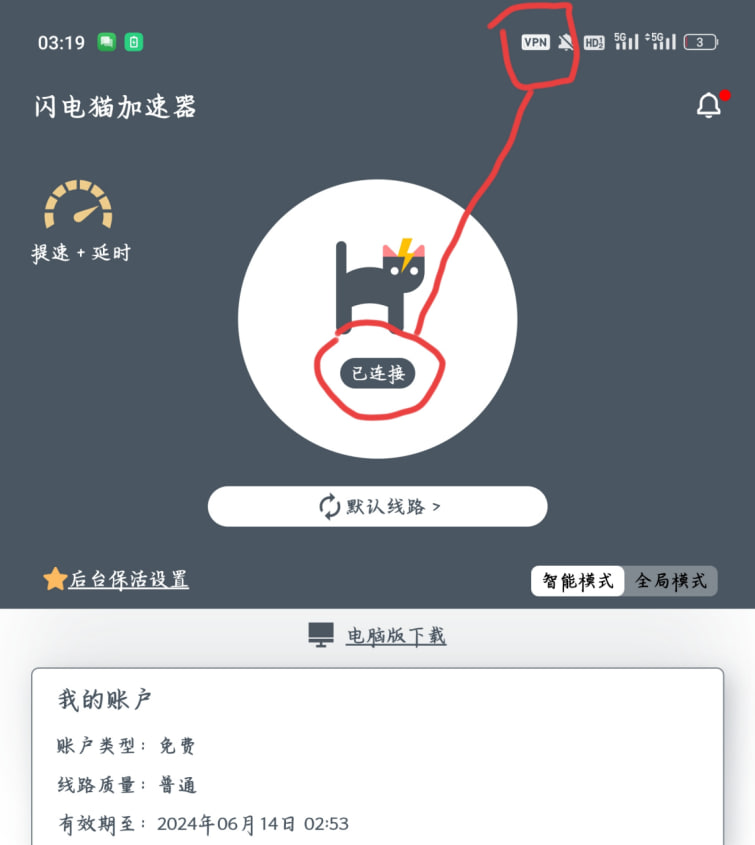 03:19 VPN HD 5G 5G 3
闪电猫加速器
提速 + 延时
已连接
默认线路 >
后台保活设置
智能模式 全局模式
电脑版下载
我的账户
账户类型：免费
线路质量：普通
有效期至：2024年06月14日 02:53